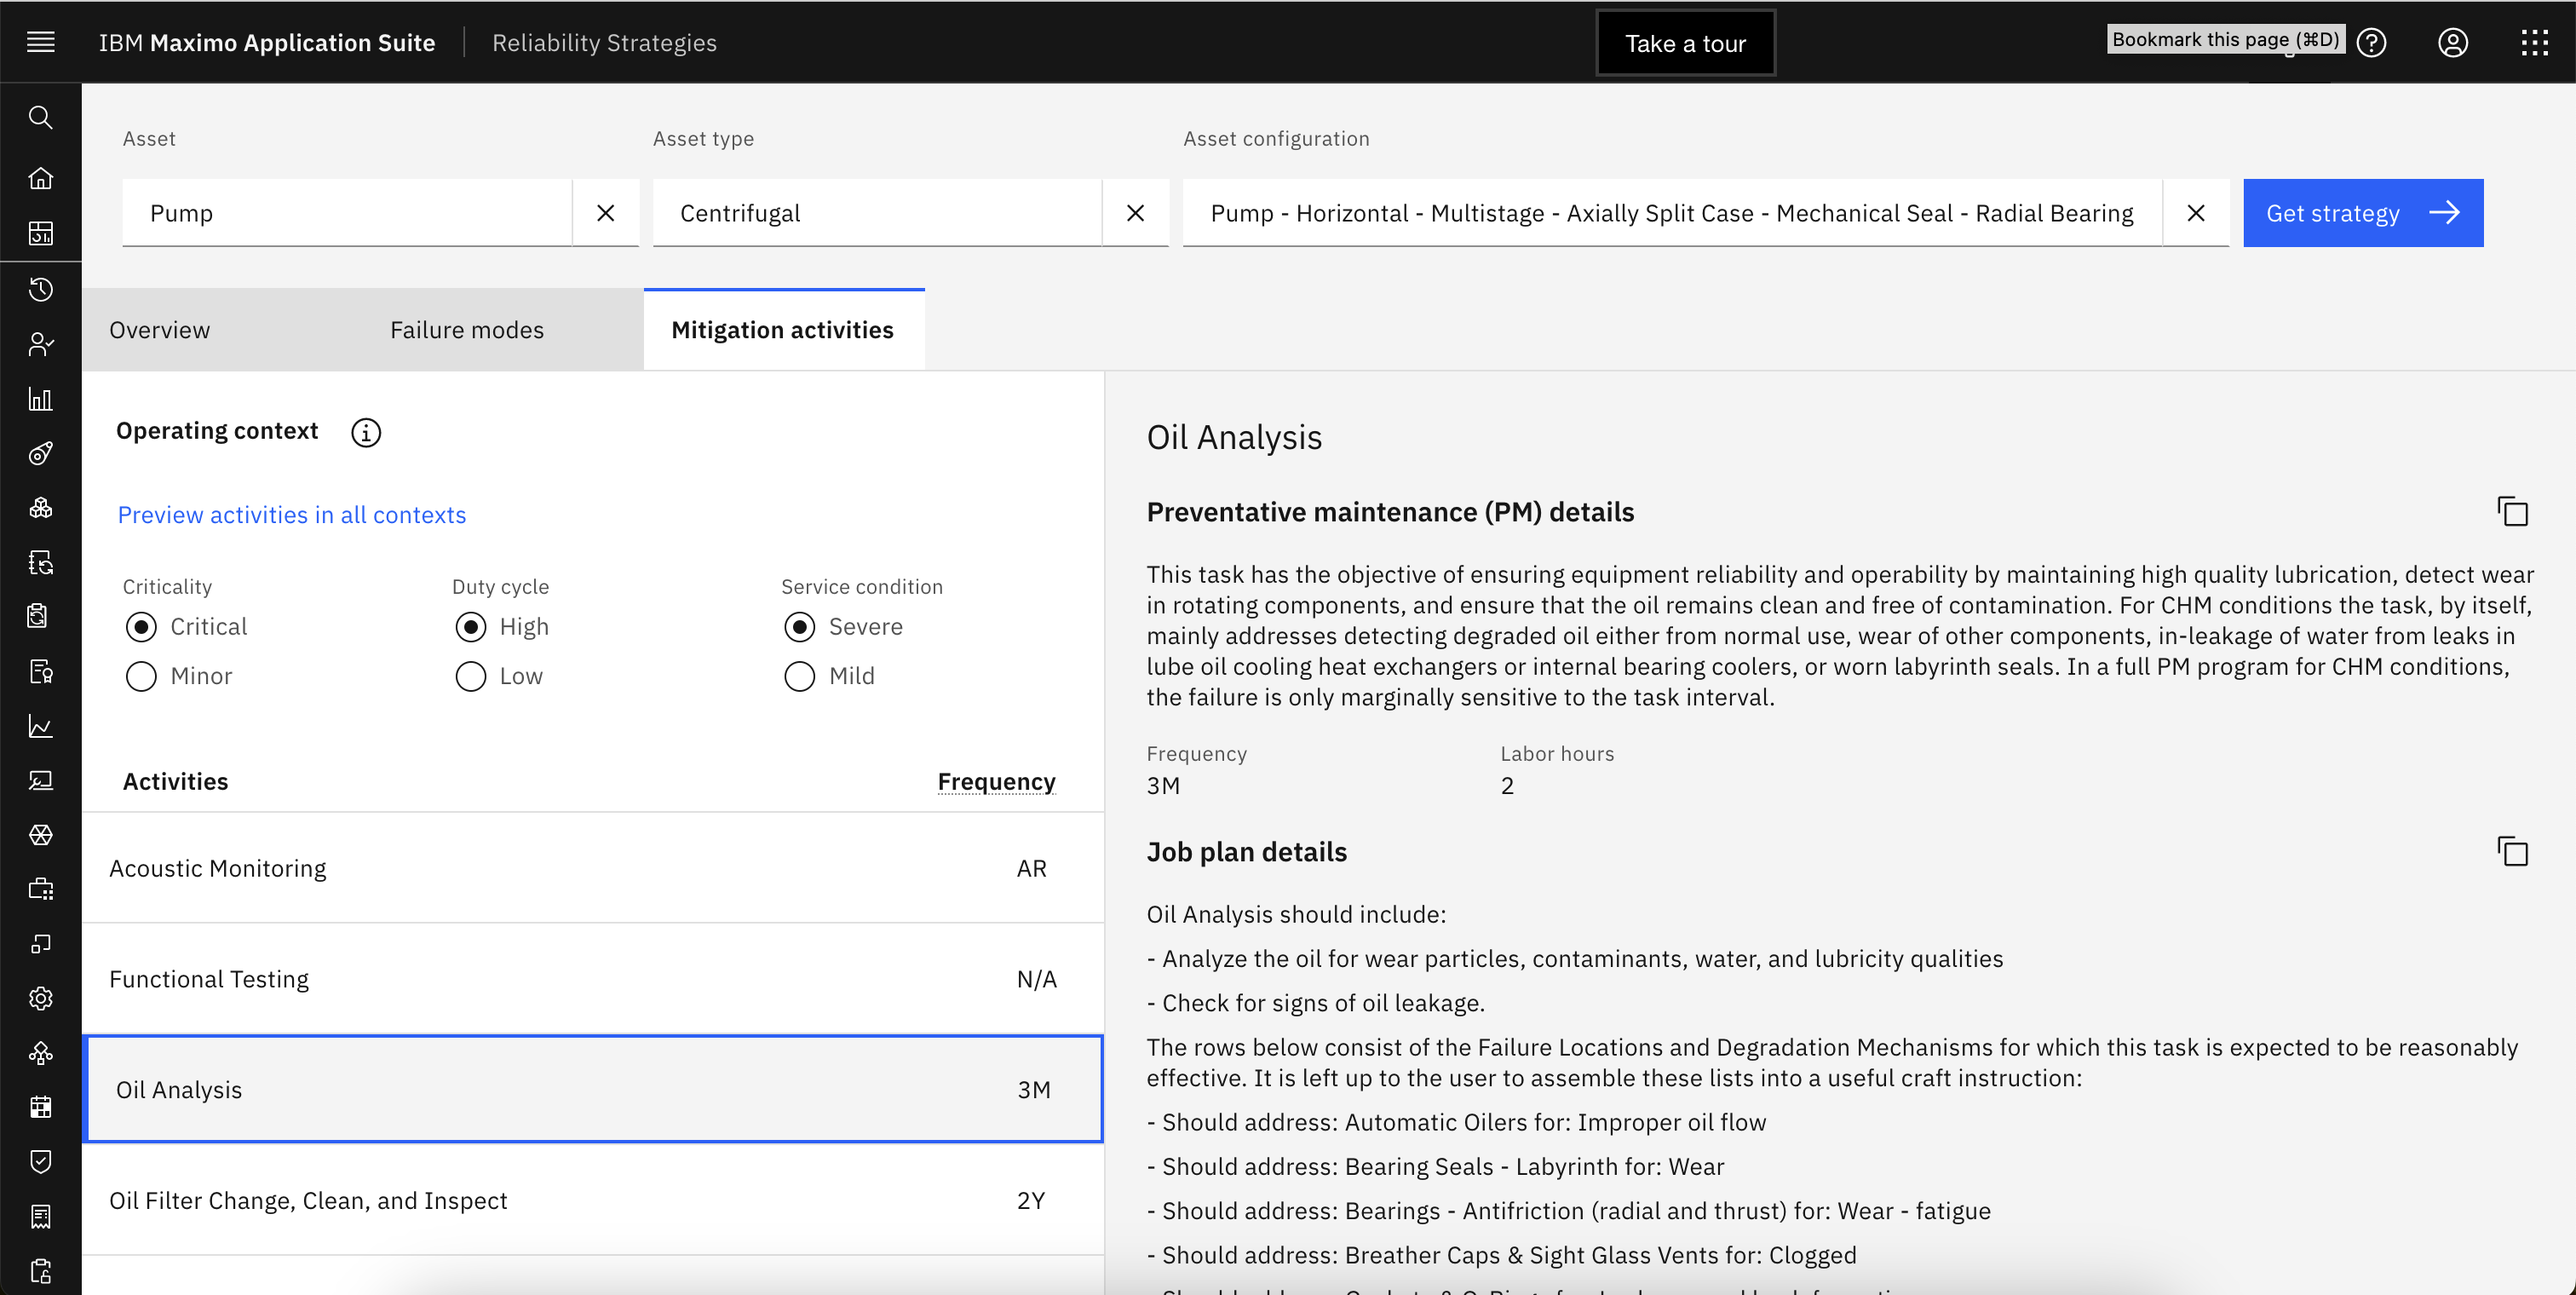 IBM Maximo Application Suite
Reliability Strategies
Take a tour
Bookmark this page (⌘D)
Asset
Asset type
Asset configuration
Pump
Centrifugal
Pump - Horizontal - Multistage - Axially Split Case - Mechanical Seal - Radial Bearing
Get strategy
Overview
Failure modes
Mitigation activities
Operating context
Preview activities in all contexts
Criticality
Duty cycle
Service condition
Critical
High
Severe
Minor
Low
Mild
Activities
Frequency
Acoustic Monitoring
AR
Functional Testing
N/A
Oil Analysis
3M
Oil Filter Change, Clean, and Inspect
2Y
Oil Analysis
Preventative maintenance (PM) details
This task has the objective of ensuring equipment reliability and operability by maintaining high quality lubrication, detect wear
in rotating components, and ensure that the oil remains clean and free of contamination. For CHM conditions the task, by itself,
mainly addresses detecting degraded oil either from normal use, wear of other components, in-leakage of water from leaks in
lube oil cooling heat exchangers or internal bearing coolers, or worn labyrinth seals. In a full PM program for CHM conditions,
the failure is only marginally sensitive to the task interval.
Frequency
Labor hours
3M
2
Job plan details
Oil Analysis should include:
- Analyze the oil for wear particles, contaminants, water, and lubricity qualities
- Check for signs of oil leakage.
The rows below consist of the Failure Locations and Degradation Mechanisms for which this task is expected to be reasonably
effective. It is left up to the user to assemble these lists into a useful craft instruction:
- Should address: Automatic Oilers for: Improper oil flow
- Should address: Bearing Seals - Labyrinth for: Wear
- Should address: Bearings - Antifriction (radial and thrust) for: Wear - fatigue
- Should address: Breather Caps & Sight Glass Vents for: Clogged